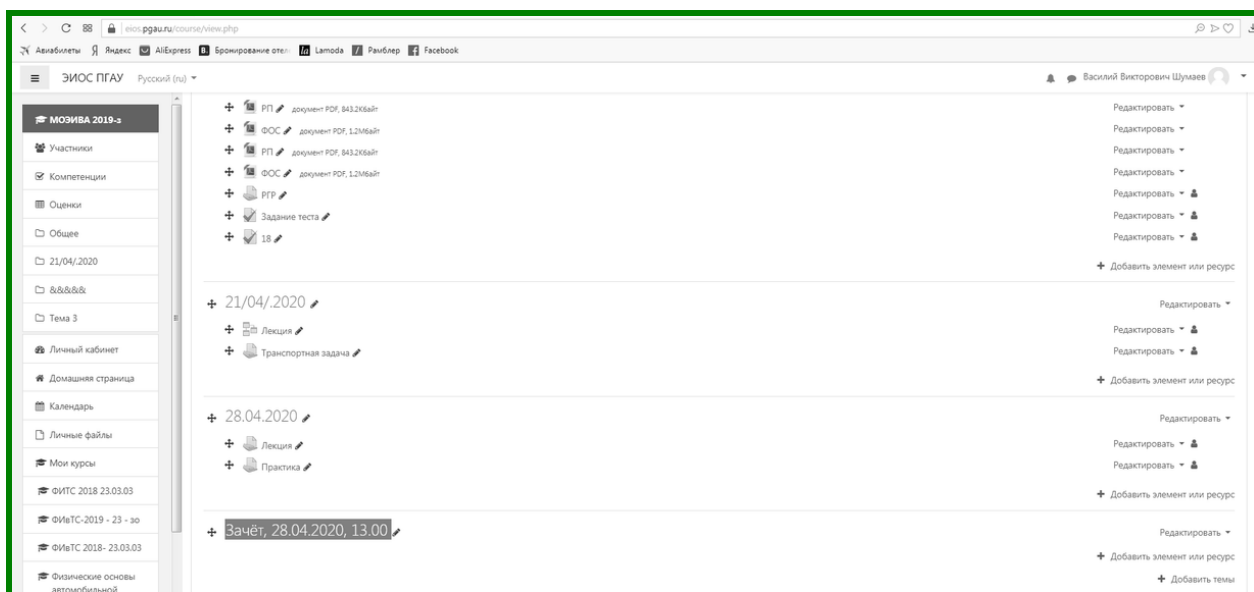 eios.pgau.ru/course/view.php
Авиабилеты Яндекс AliExpress Бронирование отел Lamoda Рамблер Facebook
ЭИОС ПГАУ Русский (ru) Василий Викторович Шумаев
МОЭИВА 2019-з
Участники
Компетенции
Оценки
Общее
21/04/.2020
&&&&&
Тема 3
Личный кабинет
Домашняя страница
Календарь
Личные файлы
Мои курсы
ФИТС 2018 23.03.03
ФИвТС-2019 - 23 - зо
ФИвТС 2018- 23.03.03
Физические основы
автомобильной
РП документ PDF, 843.2Кбайт Редактировать
ФОС документ PDF, 1.2Мбайт Редактировать
РП документ PDF, 843.2Кбайт Редактировать
ФОС документ PDF, 1.2Мбайт Редактировать
РГР Редактировать
Задание теста Редактировать
18 Редактировать
Добавить элемент или ресурс
21/04/.2020 Редактировать
Лекция Редактировать
Транспортная задача Редактировать
Добавить элемент или ресурс
28.04.2020 Редактировать
Лекция Редактировать
Практика Редактировать
Добавить элемент или ресурс
Зачёт, 28.04.2020, 13.00 Редактировать
Добавить элемент или ресурс
Добавить темы